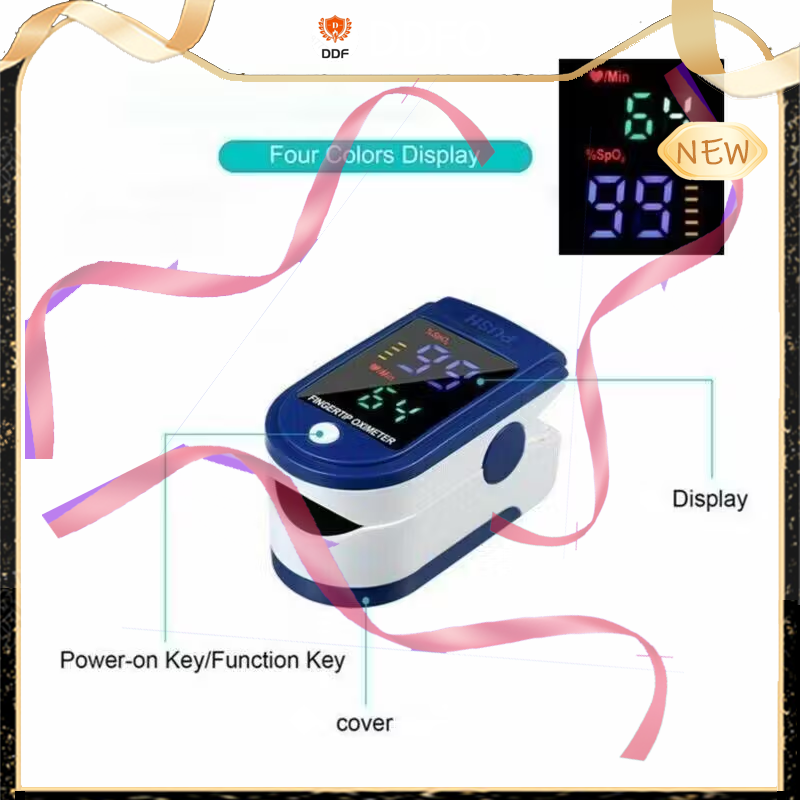 DDF
Four Colors Display
♥/Min
64
%SpO₂
99
NEW
PUSH
%SpO₂
99
♥/Min
64
FINGERTIP OXIMETER
Display
Power-on Key/Function Key
cover